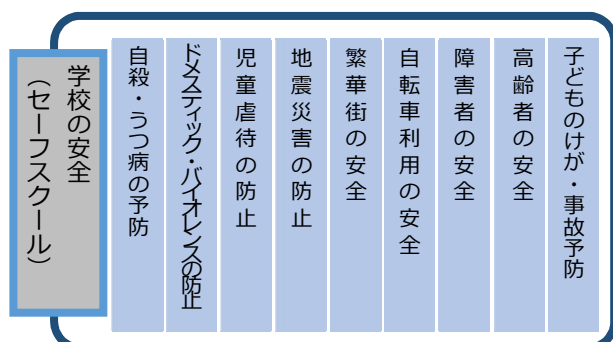 子どものけが・事故予防
高齢者の安全
障害者の安全
自転車利用の安全
繁華街の安全
地震災害の防止
児童虐待の防止
ドメスティック・バイオレンスの防止
自殺・うつ病の予防
学校の安全
（セーフスクール）